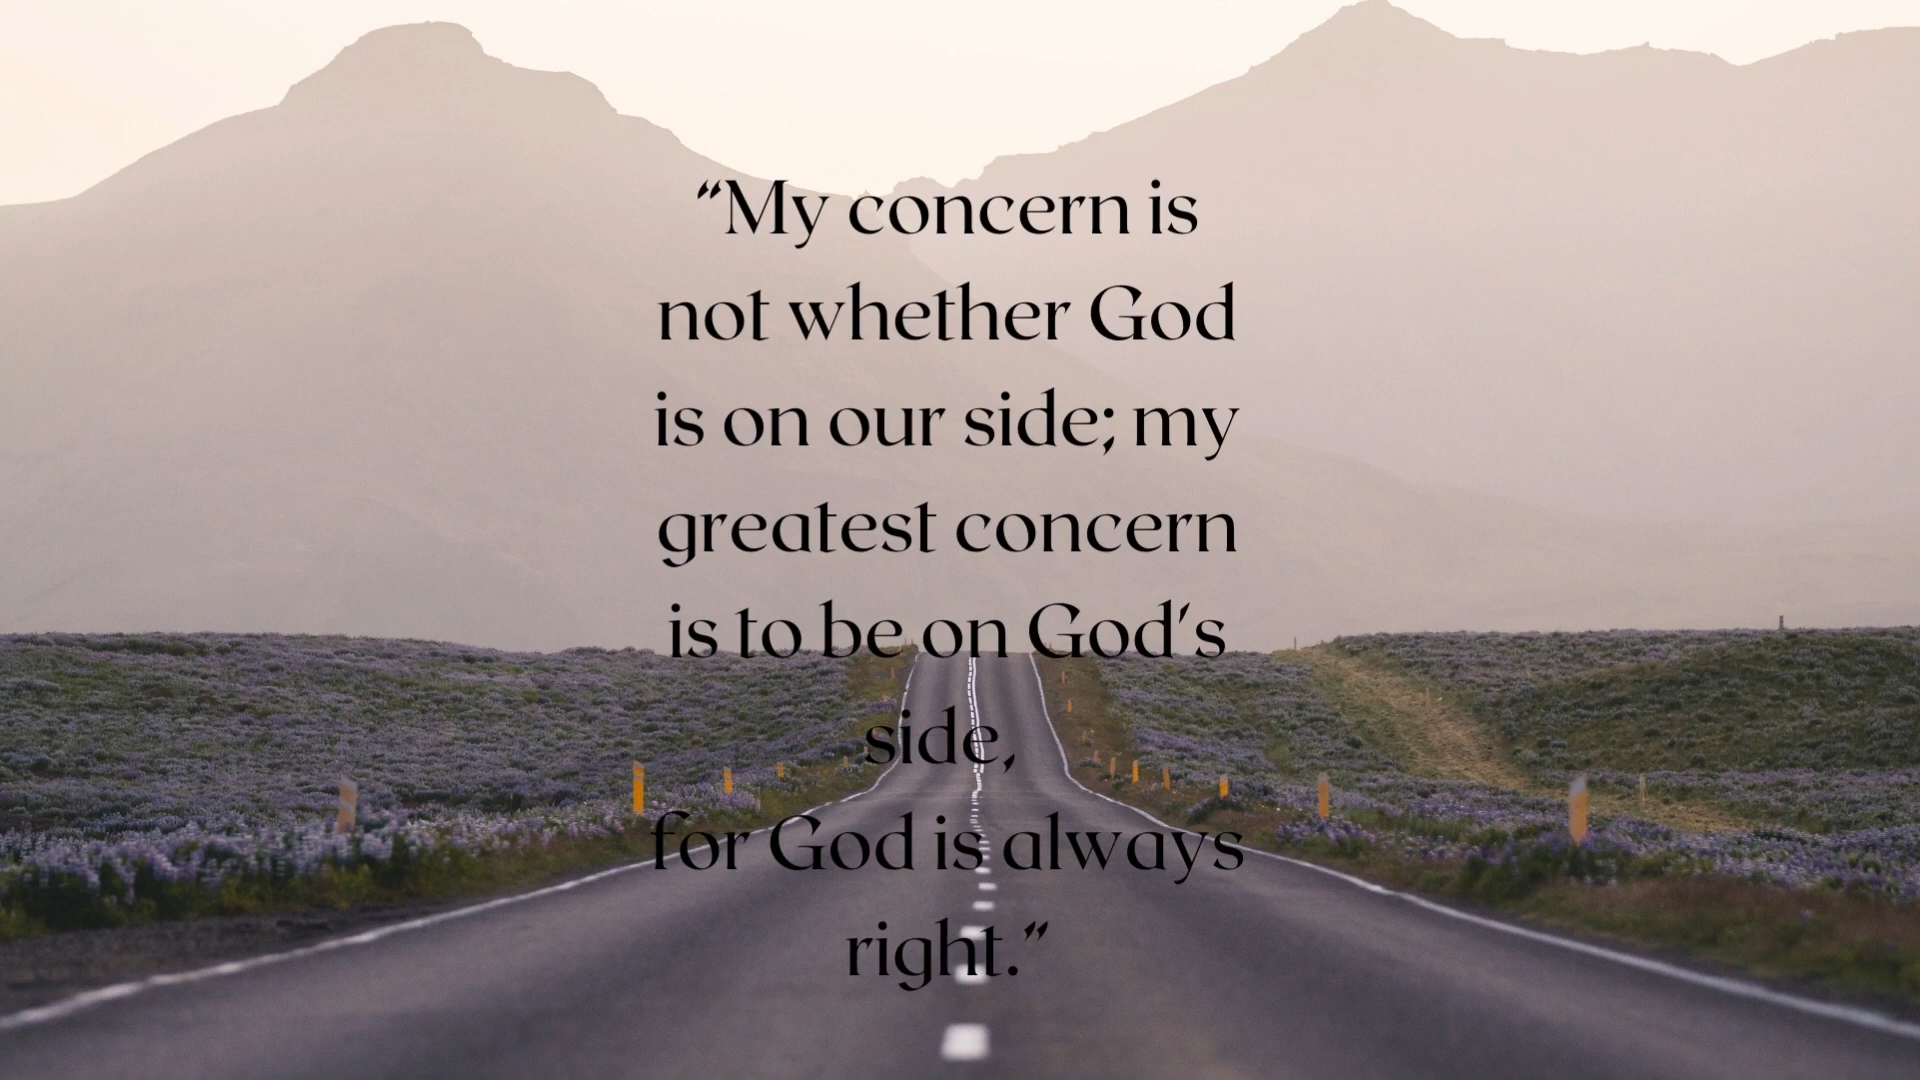 “My concern is
not whether God
is on our side; my
greatest concern
is to be on God's
side,
for God is always
right.”